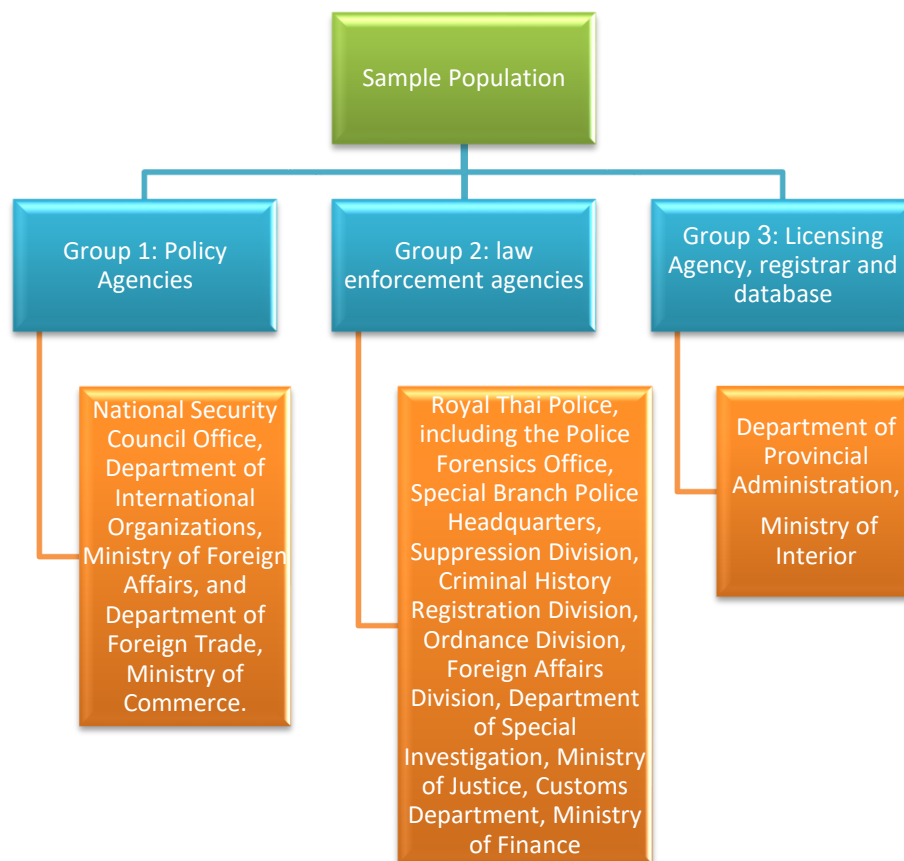 Sample Population
Group 1: Policy
Agencies
Group 2: law
enforcement agencies
Group 3: Licensing
Agency, registrar and
database
National Security
Council Office,
Department of
International
Organizations,
Ministry of Foreign
Affairs, and
Department of
Foreign Trade,
Ministry of
Commerce.
Royal Thai Police,
including the Police
Forensics Office,
Special Branch Police
Headquarters,
Suppression Division,
Criminal History
Registration Division,
Ordnance Division,
Foreign Affairs
Division, Department
of Special
Investigation, Ministry
of Justice, Customs
Department, Ministry
of Finance
Department of
Provincial
Administration,
Ministry of
Interior